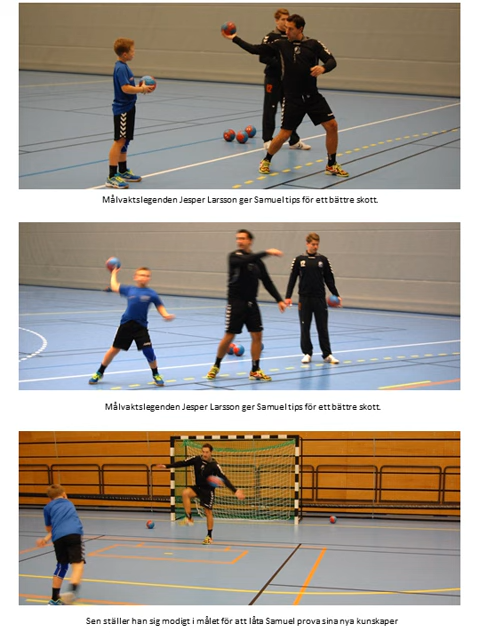 Målvaktslegenden Jesper Larsson ger Samuel tips för ett bättre skott.
Målvaktslegenden Jesper Larsson ger Samuel tips för ett bättre skott.
Sen ställer han sig modigt i målet för att låta Samuel prova sina nya kunskaper